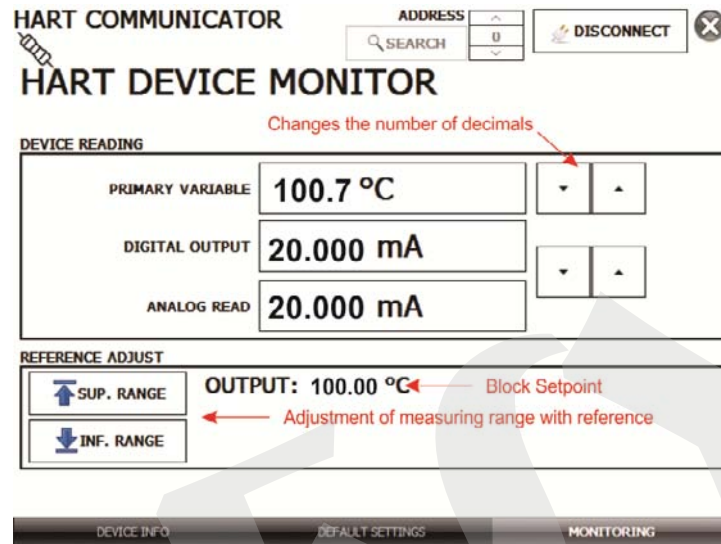 HART COMMUNICATOR
ADDRESS
SEARCH
0
DISCONNECT
HART DEVICE MONITOR
Changes the number of decimals
DEVICE READING
PRIMARY VARIABLE 100.7 ºC
DIGITAL OUTPUT 20.000 mA
ANALOG READ 20.000 mA
REFERENCE ADJUST
SUP. RANGE OUTPUT: 100.00 ºC Block Setpoint
Adjustment of measuring range with reference
INF. RANGE
DEVICE INFO DEFAULT SETTINGS MONITORING